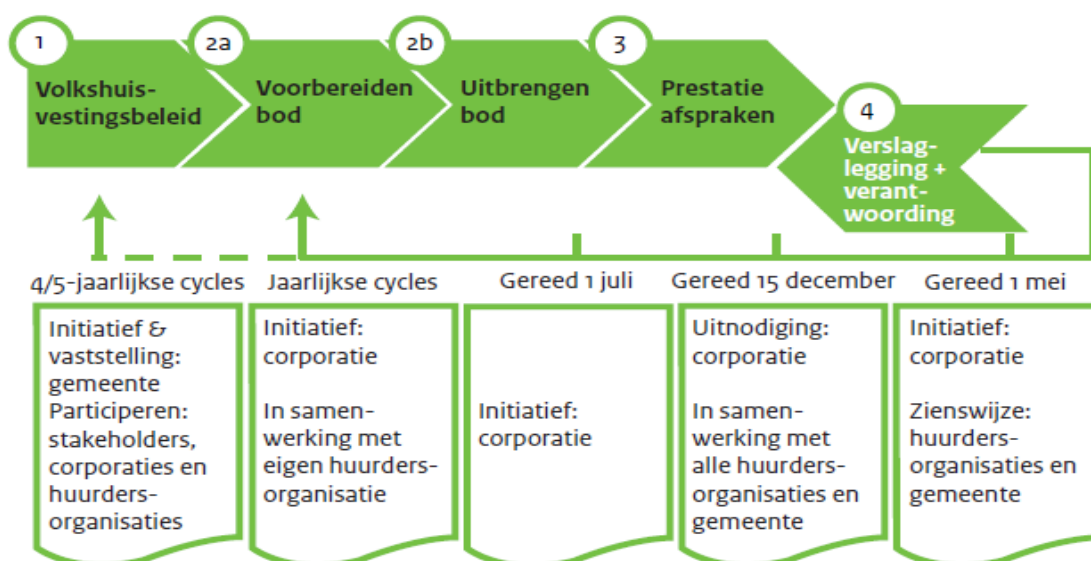 1
Volkshuis-
vestingsbeleid
2a
Voorbereiden
bod
2b
Uitbrengen
bod
3
Prestatie
afspraken
4
Verslag-
legging +
verant-
woording
4/5-jaarlijkse cycles
Initiatief &
vaststelling:
gemeente
Participeren:
stakeholders,
corporaties en
huurders-
organisaties
Jaarlijkse cycles
Initiatief:
corporatie
In samen-
werking met
eigen huurders-
organisatie
Gereed 1 juli
Initiatief:
corporatie
Gereed 15 december
Uitnodiging:
corporatie
In samen-
werking met
alle huurders-
organisaties en
gemeente
Gereed 1 mei
Initiatief:
corporatie
Zienswijze:
huurders-
organisaties en
gemeente